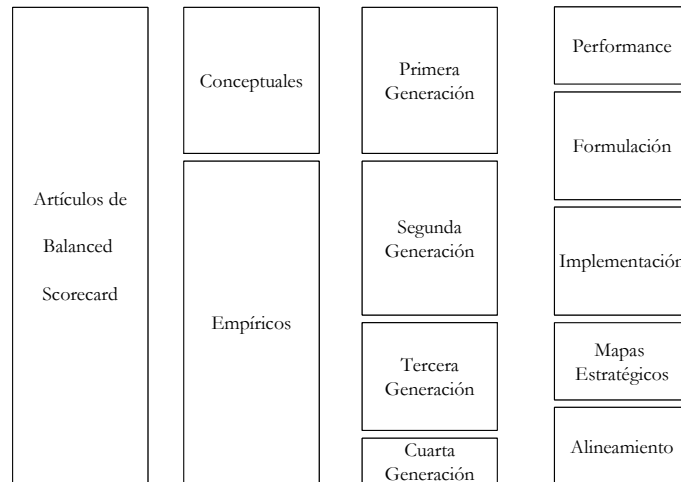 Artículos de
Balanced
Scorecard
Conceptuales
Empíricos
Primera
Generación
Segunda
Generación
Tercera
Generación
Cuarta
Generación
Performance
Formulación
Implementación
Mapas
Estratégicos
Alineamiento